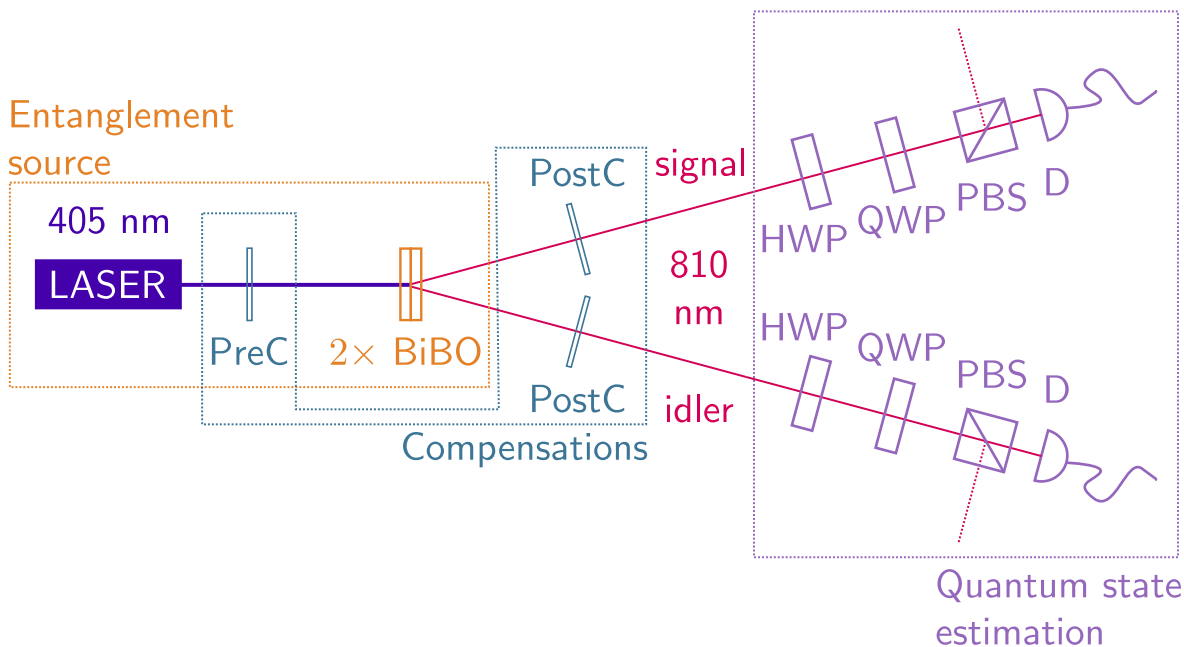 Entanglement
source
405 nm
LASER
PreC
2× BiBO
PostC
PostC
Compensations
signal
810
nm
idler
HWP
QWP
PBS
D
HWP
QWP
PBS
D
Quantum state
estimation